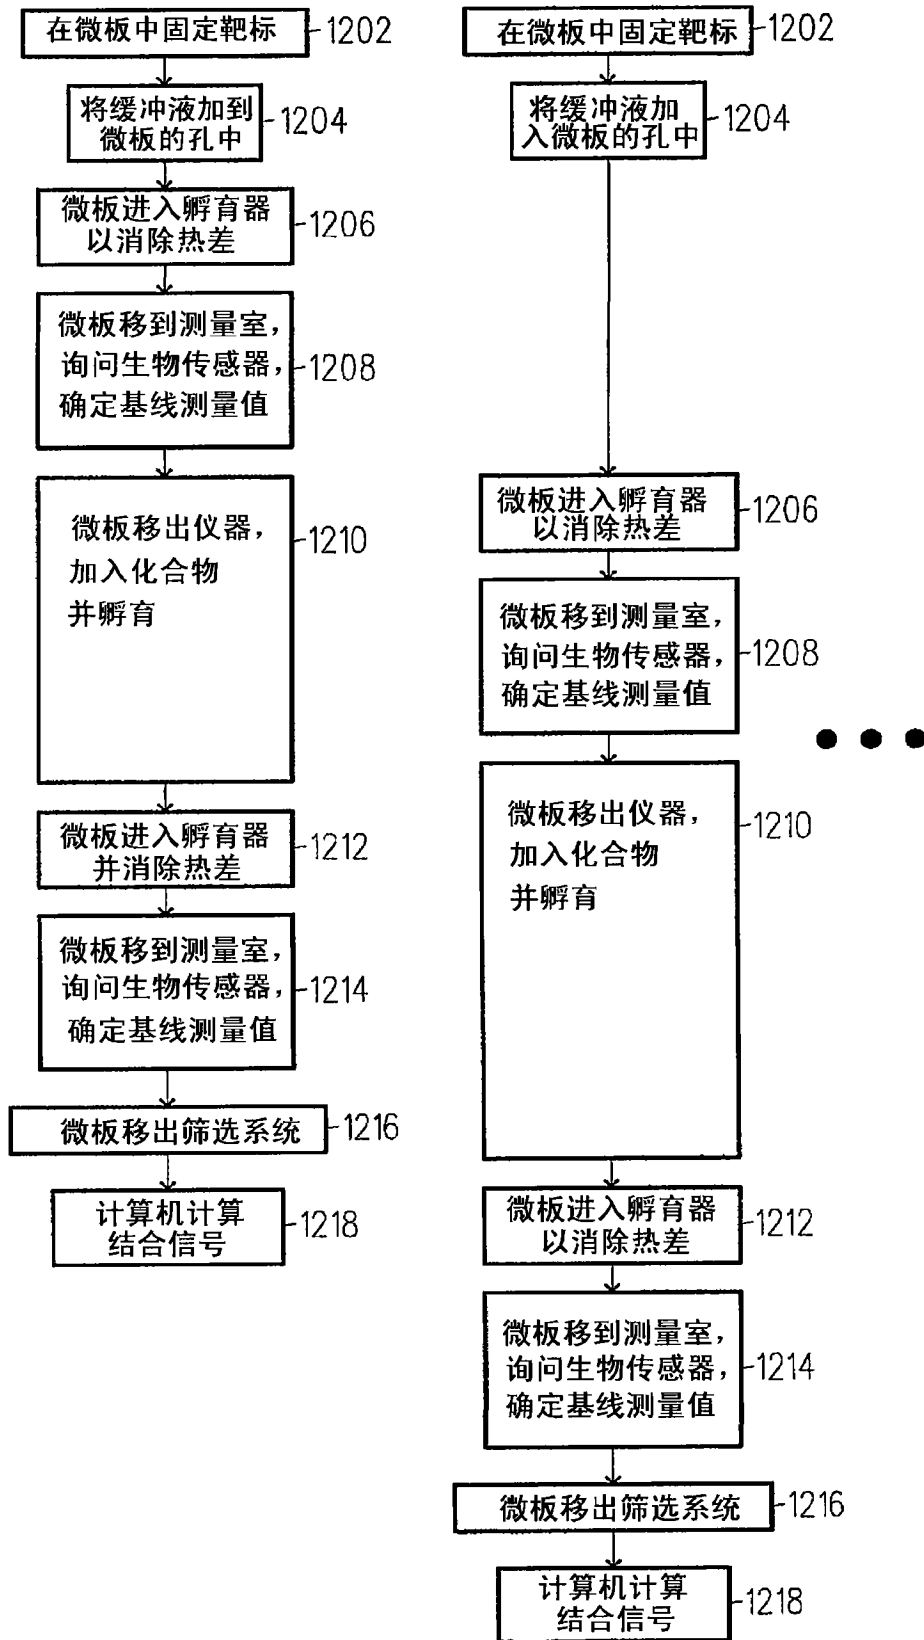 在微板中固定靶标
1202
将缓冲液加到
微板的孔中
1204
微板进入孵育器
以消除热差
1206
微板移到测量室，
询问生物传感器，
确定基线测量值
1208
微板移出仪器，
加入化合物
并孵育
1210
微板进入孵育器
并消除热差
1212
微板移到测量室，
询问生物传感器，
确定基线测量值
1214
微板移出筛选系统
1216
计算机计算
结合信号
1218
在微板中固定靶标
1202
将缓冲液加
入微板的孔中
1204
微板进入孵育器
以消除热差
1206
微板移到测量室，
询问生物传感器，
确定基线测量值
1208
微板移出仪器，
加入化合物
并孵育
1210
微板进入孵育器
以消除热差
1212
微板移到测量室，
询问生物传感器，
确定基线测量值
1214
微板移出筛选系统
1216
计算机计算
结合信号
1218